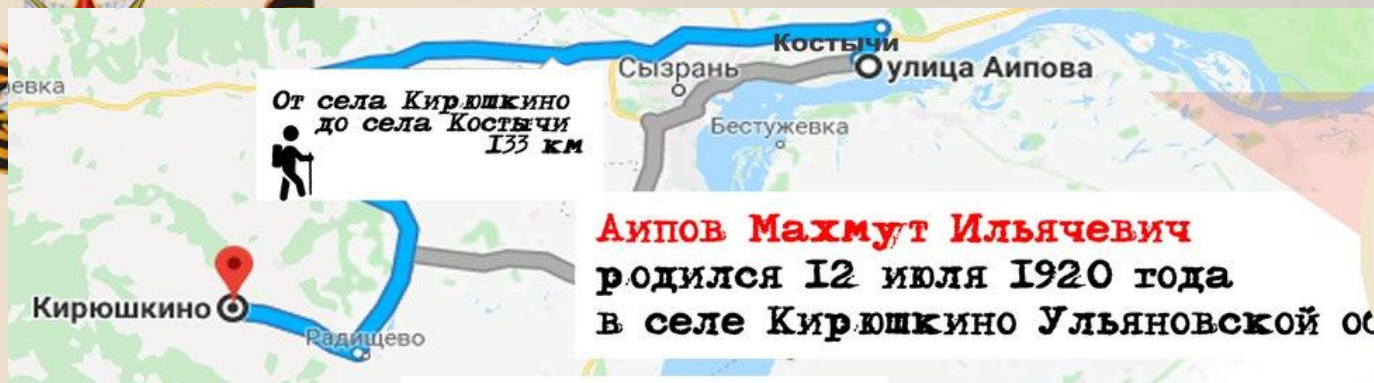 Костычи
улица Аипова
Сызрань
евка
От села Кирюшкино
до села Костычи
133 км
Бестужевка
Аипов Махмут Ильячевич
родился 12 июля 1920 года
в селе Кирюшкино Ульяновской об
Кирюшкино
Радищево